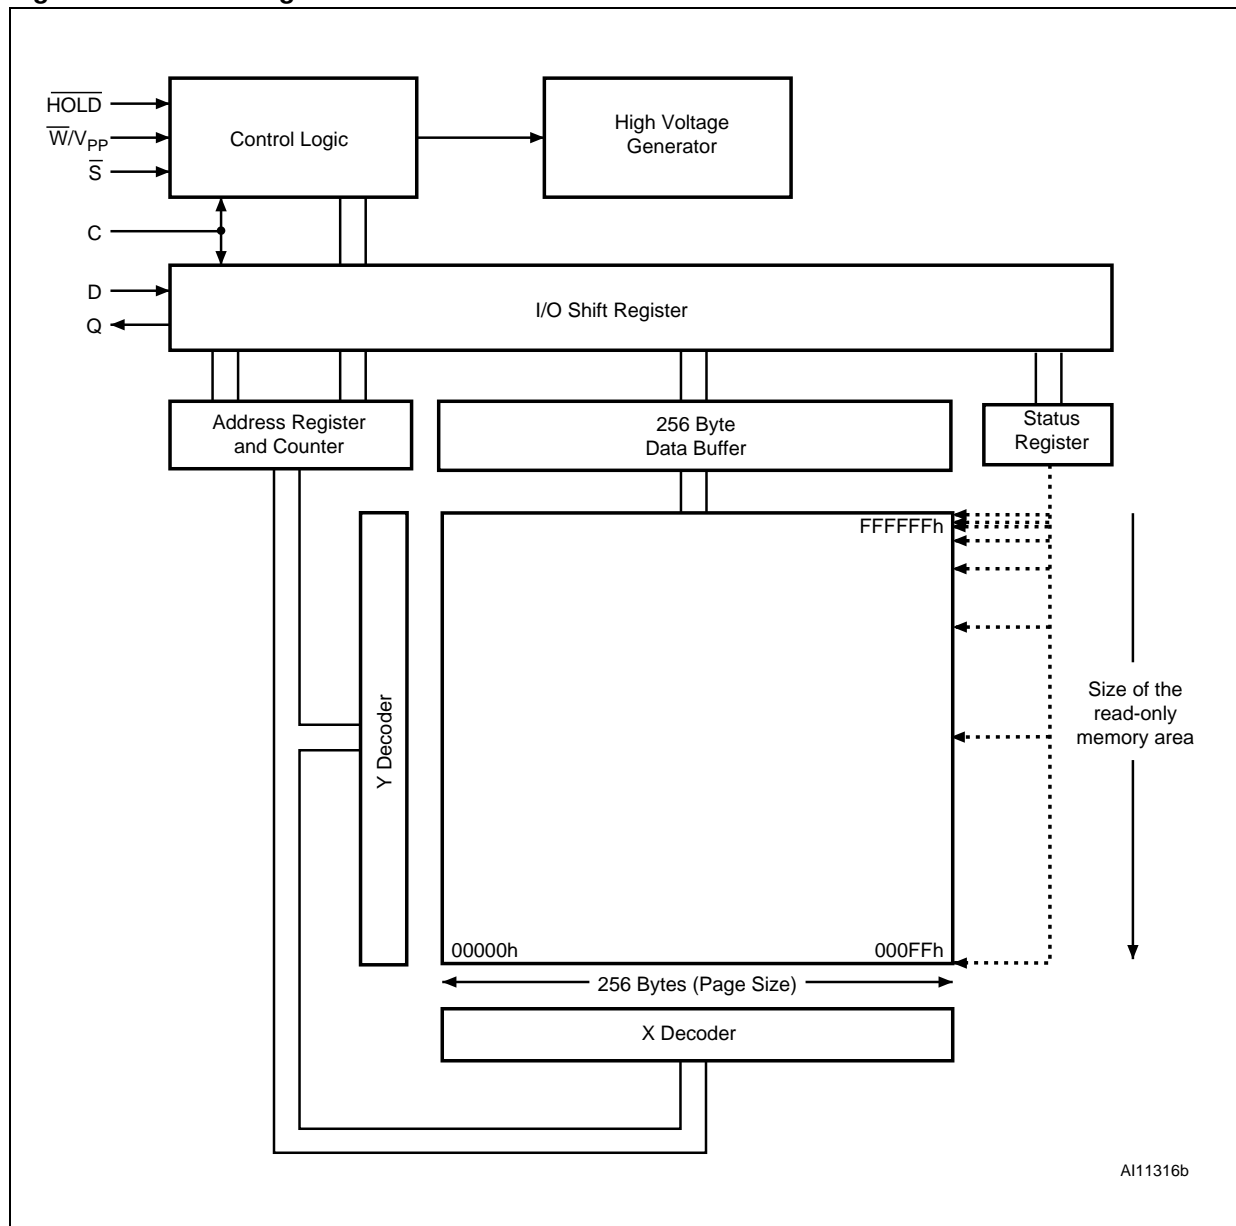 HOLD
W/VPP
S
C
D
Q
Control Logic
High Voltage
Generator
I/O Shift Register
Address Register
and Counter
256 Byte
Data Buffer
Status
Register
FFFFFFh
Y Decoder
Size of the
read-only
memory area
00000h
000FFh
256 Bytes (Page Size)
X Decoder
AI11316b